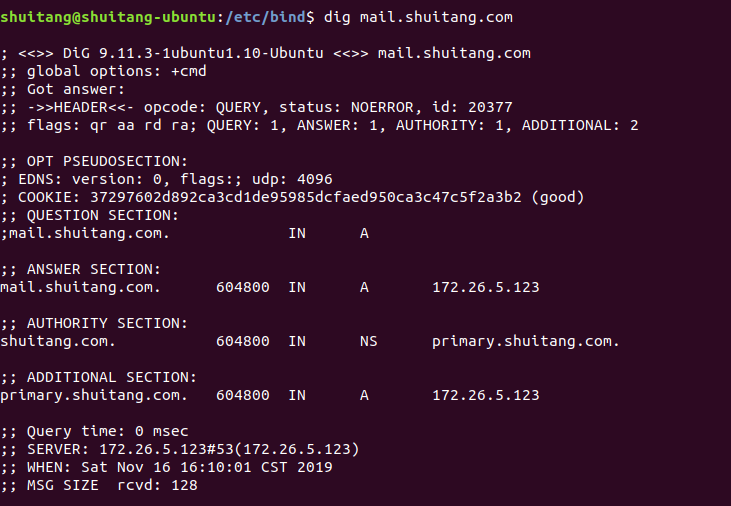 shuitang@shuitang-ubuntu:/etc/bind$ dig mail.shuitang.com
; <<>> DiG 9.11.3-1ubuntu1.10-Ubuntu <<>> mail.shuitang.com
;; global options: +cmd
;; Got answer:
;; ->>HEADER<<- opcode: QUERY, status: NOERROR, id: 20377
;; flags: qr aa rd ra; QUERY: 1, ANSWER: 1, AUTHORITY: 1, ADDITIONAL: 2
;; OPT PSEUDOSECTION:
; EDNS: version: 0, flags:; udp: 4096
; COOKIE: 37297602d892ca3cd1de95985dcfaed950ca3c47c5f2a3b2 (good)
;; QUESTION SECTION:
;mail.shuitang.com. IN A
;; ANSWER SECTION:
mail.shuitang.com. 604800 IN A 172.26.5.123
;; AUTHORITY SECTION:
shuitang.com. 604800 IN NS primary.shuitang.com.
;; ADDITIONAL SECTION:
primary.shuitang.com. 604800 IN A 172.26.5.123
;; Query time: 0 msec
;; SERVER: 172.26.5.123#53(172.26.5.123)
;; WHEN: Sat Nov 16 16:10:01 CST 2019
;; MSG SIZE  rcvd: 128